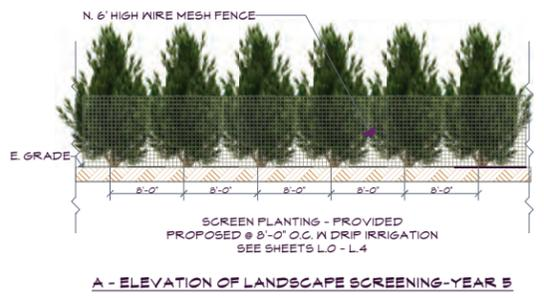 N. 6' HIGH WIRE MESH FENCE
E. GRADE
8'-0" 8'-0" 8'-0" 8'-0" 8'-0"
SCREEN PLANTING - PROVIDED
PROPOSED @ 8'-0" O.C. W DRIP IRRIGATION
SEE SHEETS L.0 - L.4
A - ELEVATION OF LANDSCAPE SCREENING-YEAR 5